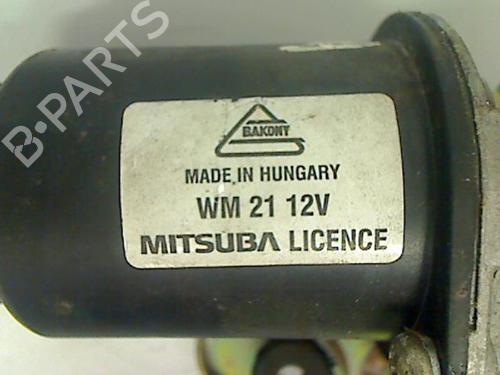 B-PARTS
BAKONY
MADE IN HUNGARY
WM 21 12V
MITSUBA LICENCE